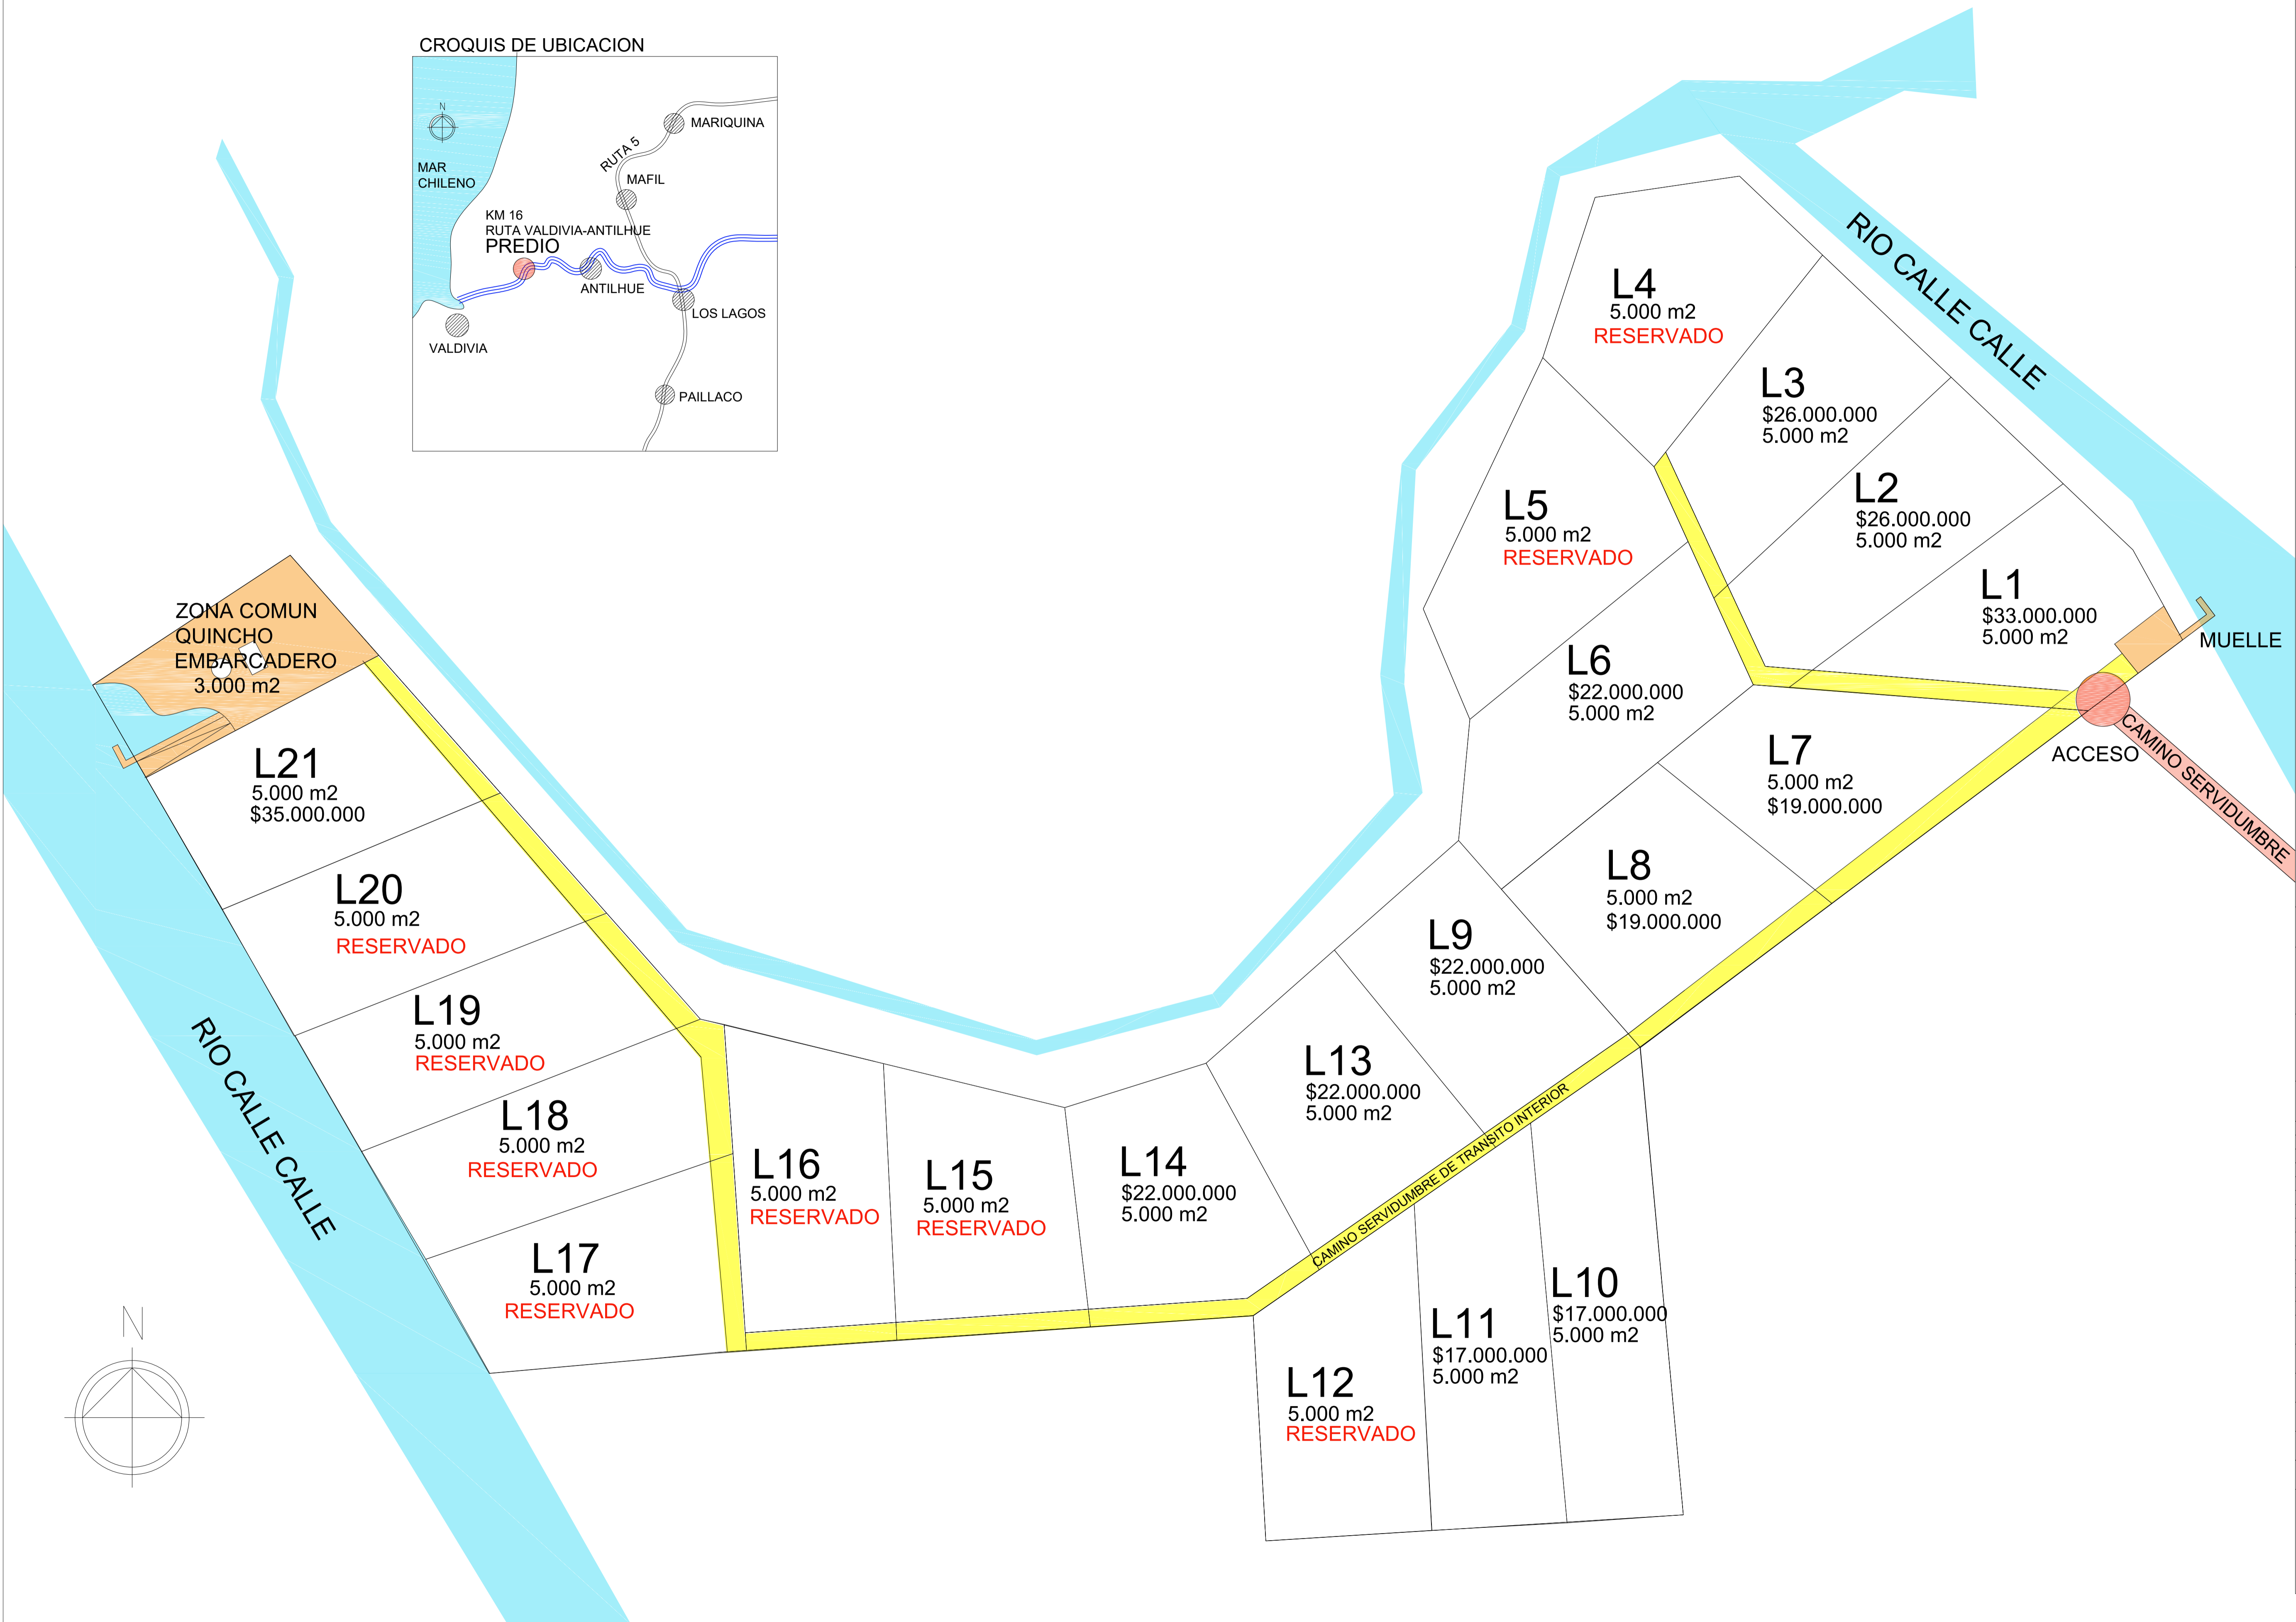 CROQUIS DE UBICACION
N
MAR
CHILENO
MARIQUINA
RUTA 5
MAFIL
KM 16
RUTA VALDIVIA-ANTILHUE
PREDIO
ANTILHUE
LOS LAGOS
VALDIVIA
PAILLACO
RIO CALLE CALLE
L4
5.000 m2
RESERVADO
L3
$26.000.000
5.000 m2
L2
$26.000.000
5.000 m2
L1
$33.000.000
5.000 m2
MUELLE
L5
5.000 m2
RESERVADO
L6
$22.000.000
5.000 m2
L7
5.000 m2
$19.000.000
ACCESO
CAMINO SERVIDUMBRE
L8
5.000 m2
$19.000.000
L9
$22.000.000
5.000 m2
L13
$22.000.000
5.000 m2
CAMINO SERVIDUMBRE DE TRANSITO INTERIOR
L14
$22.000.000
5.000 m2
L15
5.000 m2
RESERVADO
L16
5.000 m2
RESERVADO
L10
$17.000.000
5.000 m2
L11
$17.000.000
5.000 m2
L12
5.000 m2
RESERVADO
ZONA COMUN
QUINCHO
EMBARCADERO
3.000 m2
L21
5.000 m2
$35.000.000
L20
5.000 m2
RESERVADO
L19
5.000 m2
RESERVADO
L18
5.000 m2
RESERVADO
L17
5.000 m2
RESERVADO
RIO CALLE CALLE
N